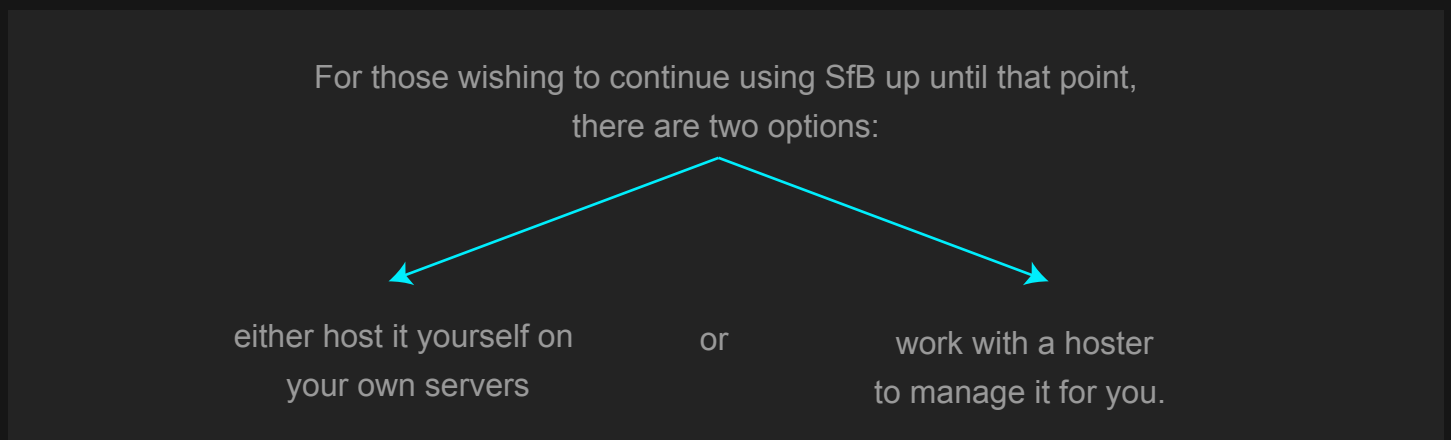 For those wishing to continue using SfB up until that point,
there are two options:
either host it yourself on
your own servers
or
work with a hoster
to manage it for you.